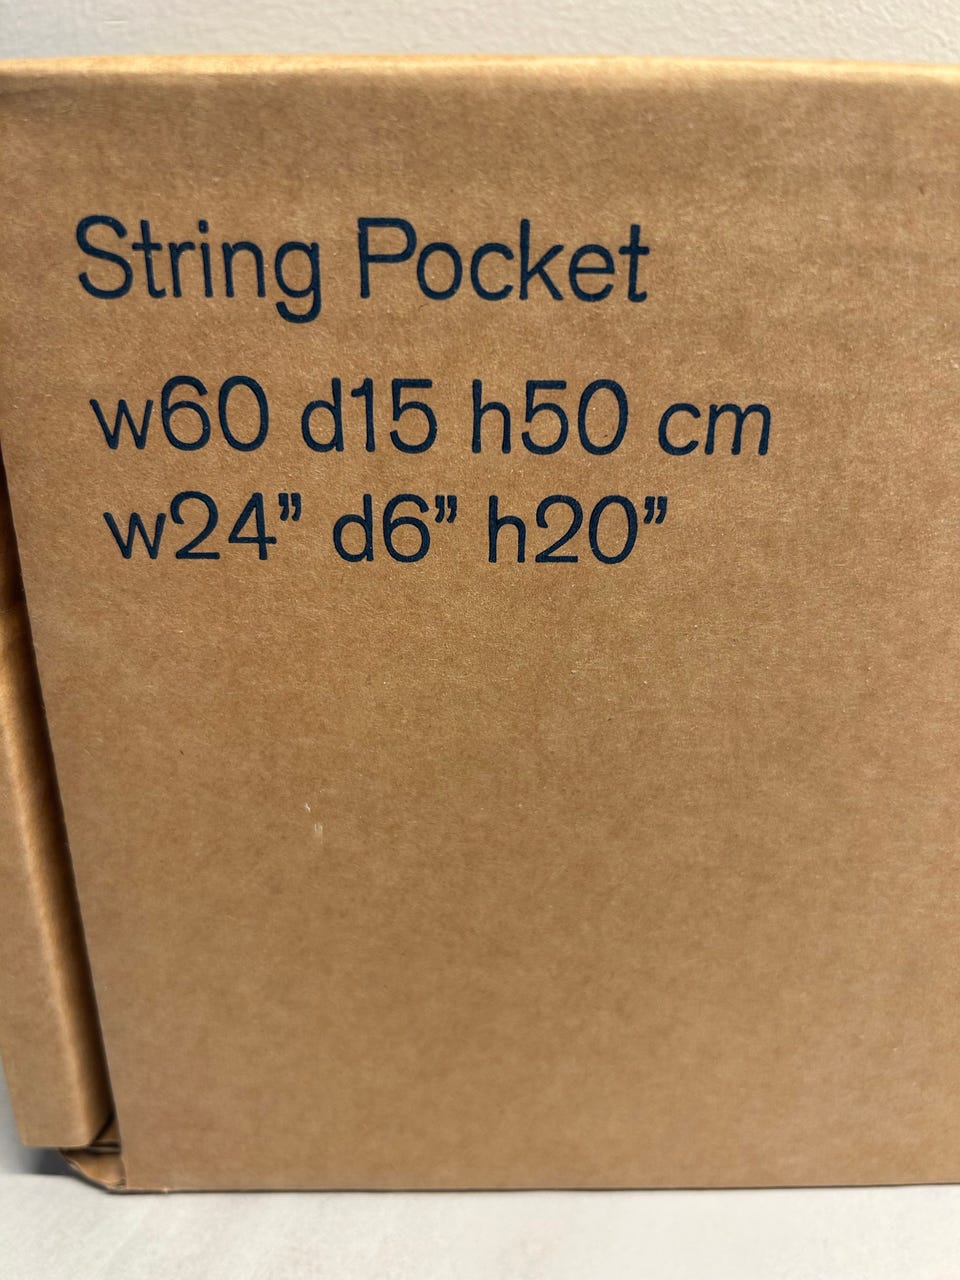 String Pocket
w60 d15 h50 cm
w24” d6” h20”